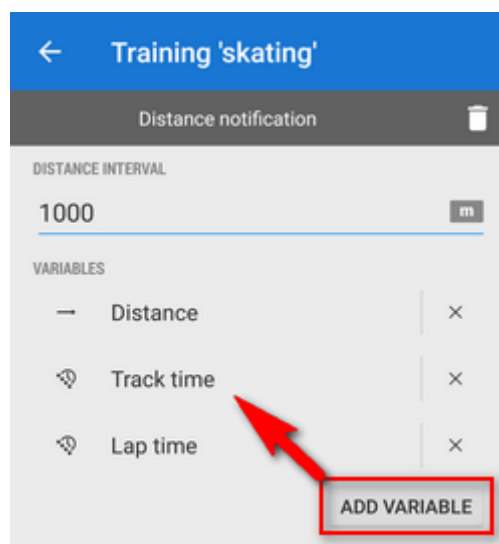 Training 'skating'
Distance notification
DISTANCE INTERVAL
1000 m
VARIABLES
Distance
Track time
Lap time
ADD VARIABLE